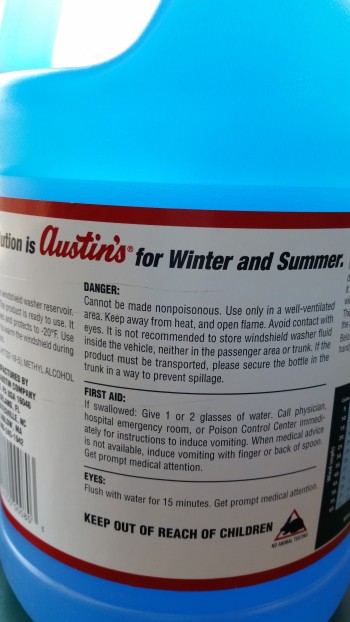 ution is Austin's® for Winter and Summer.
windshield washer reservoir.
product is ready to use. It
and protects to -20°F. Use
windshield during
METHYL ALCOHOL
DANGER:
Cannot be made nonpoisonous. Use only in a well-ventilated
area. Keep away from heat, and open flame. Avoid contact with
eyes. It is not recommended to store windshield washer fluid
inside the vehicle, neither in the passenger area or trunk. If the
product must be transported, please secure the bottle in the
trunk in a way to prevent spillage.
FIRST AID:
If swallowed: Give 1 or 2 glasses of water. Call physician,
hospital emergency room, or Poison Control Center immedi-
ately for instructions to induce vomiting. When medical advice
is not available, induce vomiting with finger or back of spoon.
Get prompt medical attention.
EYES:
Flush with water for 15 minutes. Get prompt medical attention.
KEEP OUT OF REACH OF CHILDREN
NO ANIMAL TESTING